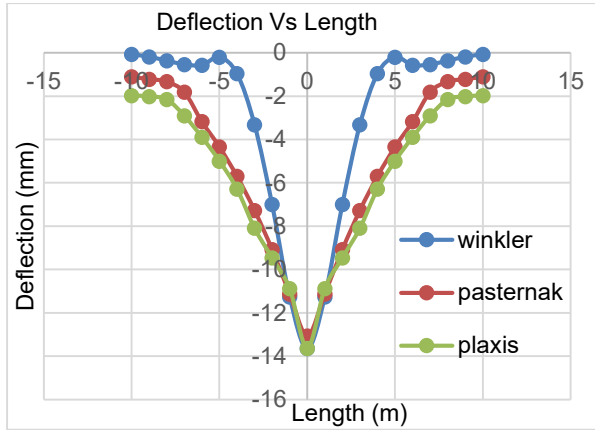 Deflection Vs Length
0
-15 -10 -5 0 5 10 15
-2
-4
-6
-8
-10
-12
-14
-16
Deflection (mm)
Length (m)
winkler
pasternak
plaxis